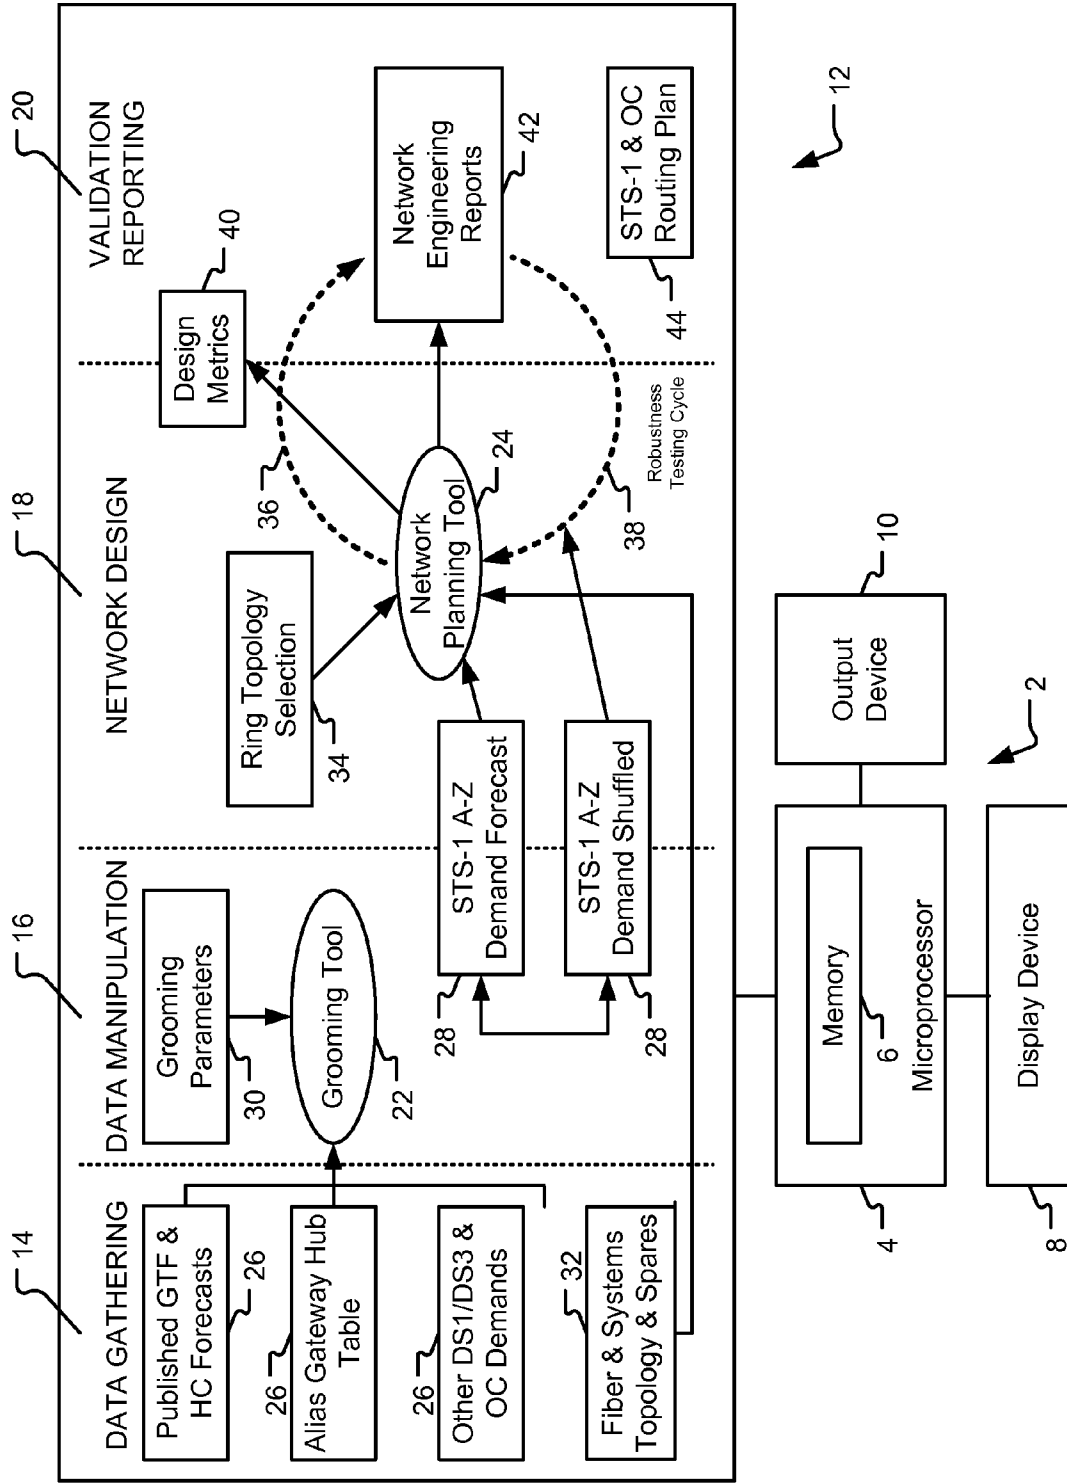 14
16
18
20
DATA GATHERING
DATA MANIPULATION
NETWORK DESIGN
VALIDATION
REPORTING
Published GTF &
HC Forecasts
26
Alias Gateway Hub
Table
26
Other DS1/DS3 &
OC Demands
26
Fiber & Systems
Topology & Spares
32
Grooming
Parameters
30
Grooming Tool
22
STS-1 A-Z
Demand Forecast
28
STS-1 A-Z
Demand Shuffled
28
Ring Topology
Selection
34
Network
Planning Tool
24
36
38
Robustness
Testing Cycle
Design
Metrics
40
Network
Engineering
Reports
42
STS-1 & OC
Routing Plan
44
12
Memory
6
Microprocessor
4
Output
Device
10
Display Device
8
2